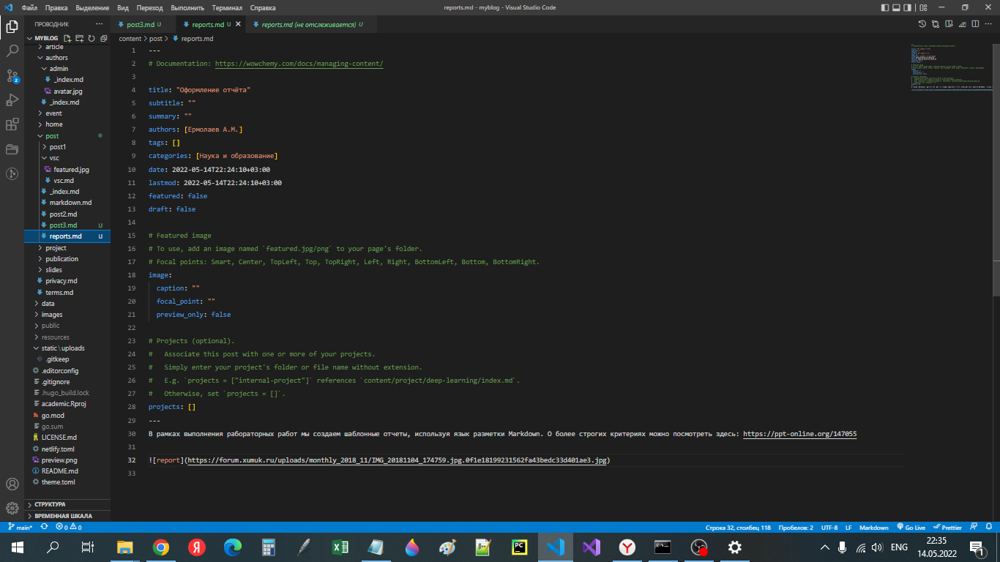 Файл Правка Выделение Вид Переход Выполнить Терминал Справка
reports.md - myblog - Visual Studio Code
ПРОВОДНИК
post3.md U
reports.md U
reports.md (не отслеживается) U
MYBLOG
content > post > reports.md
article
authors
admin
_index.md
avatar.jpg
_index.md
event
home
post
post1
vsc
featured.jpg
vsc.md
_index.md
markdown.md
post2.md
post3.md U
reports.md U
project
publication
slides
privacy.md
terms.md
data
images
public
resources
static\uploads
.gitkeep
.editorconfig
.gitignore
.hugo_build.lock
academic.Rproj
go.mod
go.sum
LICENSE.md
netlify.toml
preview.png
README.md
theme.toml
СТРУКТУРА
ВРЕМЕННАЯ ШКАЛА
1 ---
2 # Documentation: https://wowchemy.com/docs/managing-content/
3
4 title: "Оформление отчёта"
5 subtitle: ""
6 summary: ""
7 authors: [Ермолаев А.М.]
8 tags: []
9 categories: [Наука и образование]
10 date: 2022-05-14T22:24:10+03:00
11 lastmod: 2022-05-14T22:24:10+03:00
12 featured: false
13 draft: false
14
15 # Featured image
16 # To use, add an image named `featured.jpg/png` to your page's folder.
17 # Focal points: Smart, Center, TopLeft, Top, TopRight, Left, Right, BottomLeft, Bottom, BottomRight.
18 image:
19 caption: ""
20 focal_point: ""
21 preview_only: false
22
23 # Projects (optional).
24 #   Associate this post with one or more of your projects.
25 #   Simply enter your project's folder or file name without extension.
26 #   E.g. `projects = ["internal-project"]` references `content/project/deep-learning/index.md`.
27 #   Otherwise, set `projects = []`.
28 projects: []
29 ---
30 В рамках выполнения рабораторных работ мы создаем шаблонные отчеты, используя язык разметки Markdown. О более строгих критериях можно посмотреть здесь: https://ppt-online.org/147055
31
32 ![report](https://forum.xumuk.ru/uploads/monthly_2018_11/IMG_20181104_174759.jpg.0f1e18199231562fa43bedc33d401ae3.jpg)
33
main* 0 0
Строка 32, столбец 118 Пробелов: 2 UTF-8 LF Markdown Go Live Prettier
ENG
22:35
14.05.2022